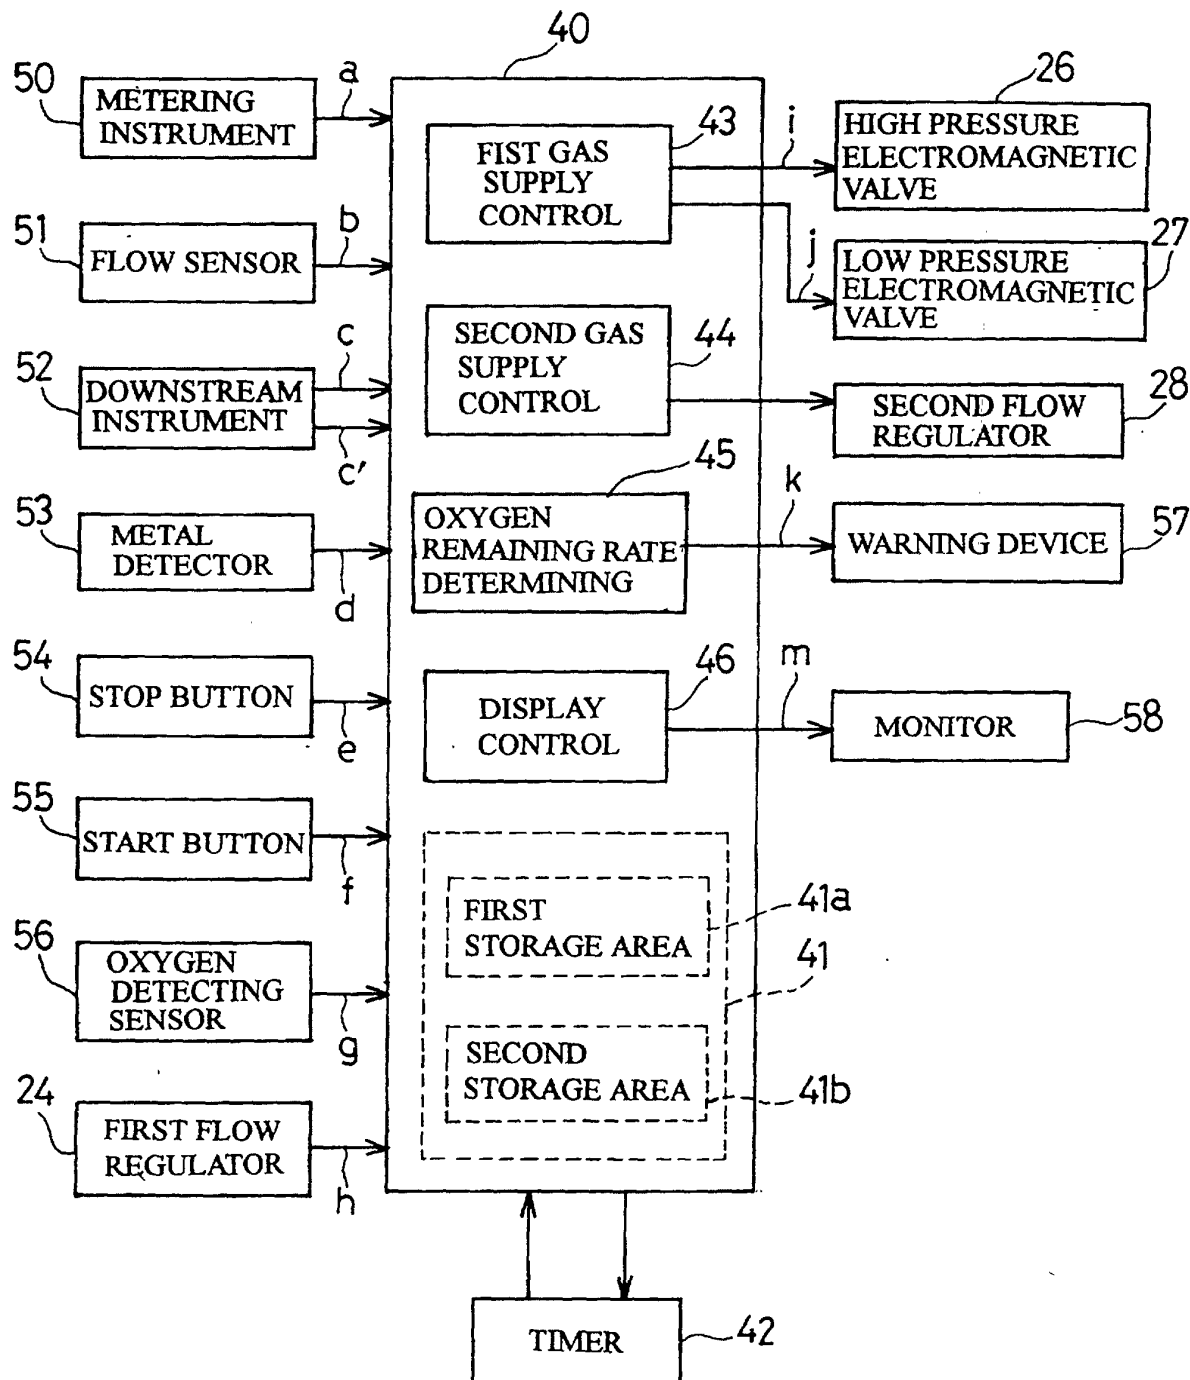 40
50
METERING
INSTRUMENT
a
51
FLOW SENSOR
b
52
DOWNSTREAM
INSTRUMENT
c
c'
53
METAL
DETECTOR
d
54
STOP BUTTON
e
55
START BUTTON
f
56
OXYGEN
DETECTING
SENSOR
g
24
FIRST FLOW
REGULATOR
h
43
FIST GAS
SUPPLY
CONTROL
44
SECOND GAS
SUPPLY
CONTROL
45
OXYGEN
REMAINING RATE
DETERMINING
46
DISPLAY
CONTROL
41a
FIRST
STORAGE AREA
41
SECOND
STORAGE AREA
41b
i
26
HIGH PRESSURE
ELECTROMAGNETIC
VALVE
j
27
LOW PRESSURE
ELECTROMAGNETIC
VALVE
28
SECOND FLOW
REGULATOR
k
WARNING DEVICE
57
m
MONITOR
58
TIMER
42